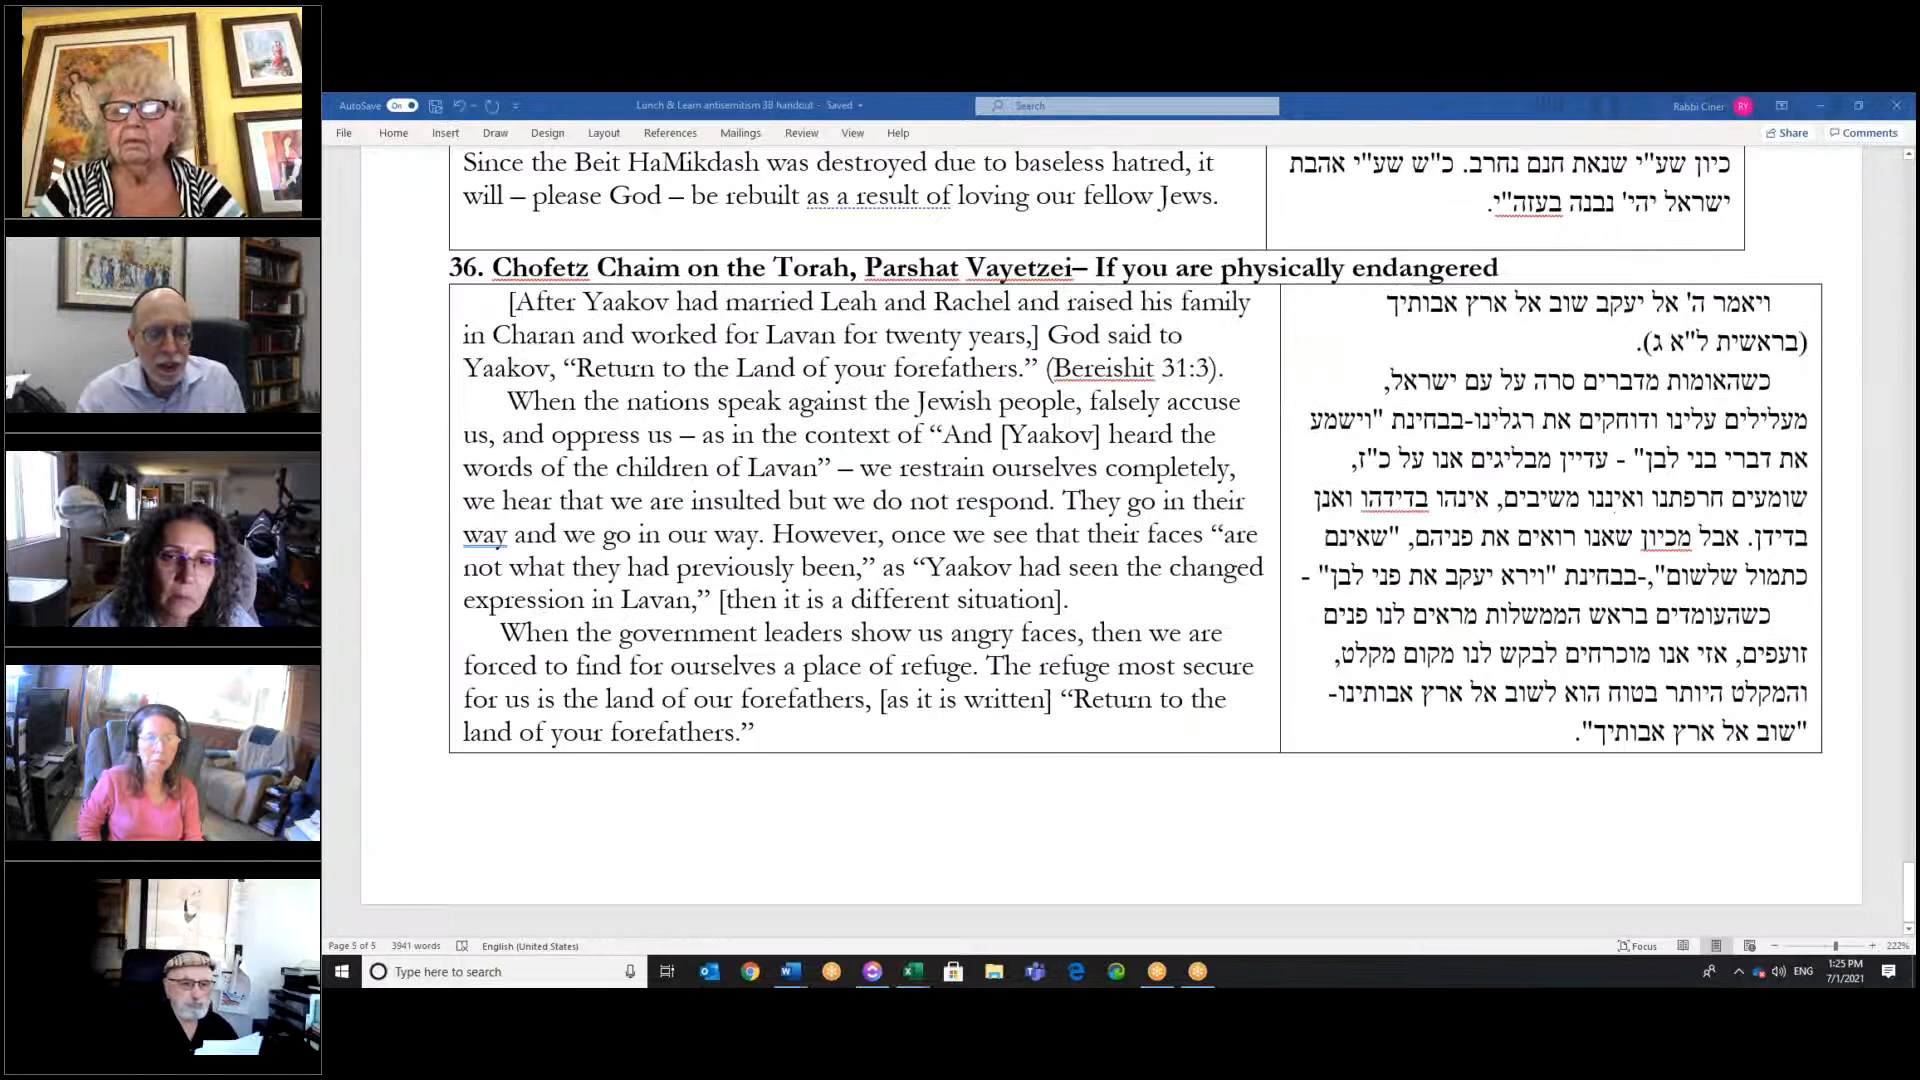 AutoSave On
Lunch & Learn antisemitism 3B handout - Saved
Search
Rabbi Ciner RY
File Home Insert Draw Design Layout References Mailings Review View Help
Share Comments
Since the Beit HaMikdash was destroyed due to baseless hatred, it
will – please God – be rebuilt as a result of loving our fellow Jews.
כיון שע"י שנאת חנם נחרב. כ"ש שע"י אהבת
ישראל יהי' נבנה בעזה"י.
36. Chofetz Chaim on the Torah, Parshat Vayetzei– If you are physically endangered
[After Yaakov had married Leah and Rachel and raised his family
in Charan and worked for Lavan for twenty years,] God said to
Yaakov, “Return to the Land of your forefathers.” (Bereishit 31:3).
When the nations speak against the Jewish people, falsely accuse
us, and oppress us – as in the context of “And [Yaakov] heard the
words of the children of Lavan” – we restrain ourselves completely,
we hear that we are insulted but we do not respond. They go in their
way and we go in our way. However, once we see that their faces “are
not what they had previously been,” as “Yaakov had seen the changed
expression in Lavan,” [then it is a different situation].
When the government leaders show us angry faces, then we are
forced to find for ourselves a place of refuge. The refuge most secure
for us is the land of our forefathers, [as it is written] “Return to the
land of your forefathers.”
ויאמר ה' אל יעקב שוב אל ארץ אבותיך
(בראשית ל"א ג).
כשהאומות מדברים סרה על עם ישראל,
מעלילים עלינו ודוחקים את רגלינו-בבחינת "וישמע
את דברי בני לבן" - עדיין מבליגים אנו על כ"ז,
שומעים חרפתנו ואיננו משיבים, אינהו בדידהו ואנן
בדידן. אבל מכיון שאנו רואים את פניהם, "שאינם
כתמול שלשום",-בבחינת "וירא יעקב את פני לבן" -
כשהעומדים בראש הממשלות מראים לנו פנים
זועפים, אזי אנו מוכרחים לבקש לנו מקום מקלט,
והמקלט היותר בטוח הוא לשוב אל ארץ אבותינו-
"שוב אל ארץ אבותיך".
Page 5 of 5 3941 words English (United States)
Focus 222%
Type here to search
ENG
1:25 PM
7/1/2021